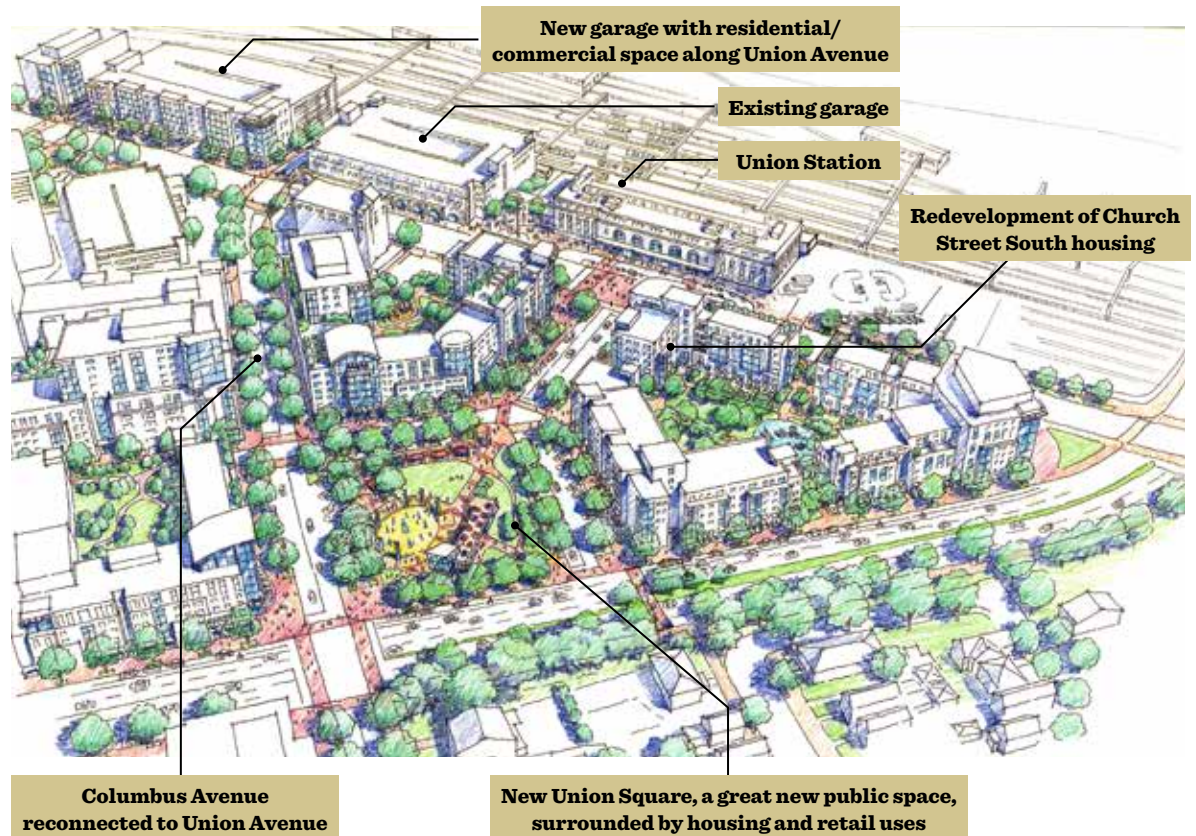 New garage with residential/
commercial space along Union Avenue
Existing garage
Union Station
Redevelopment of Church
Street South housing
Columbus Avenue
reconnected to Union Avenue
New Union Square, a great new public space,
surrounded by housing and retail uses